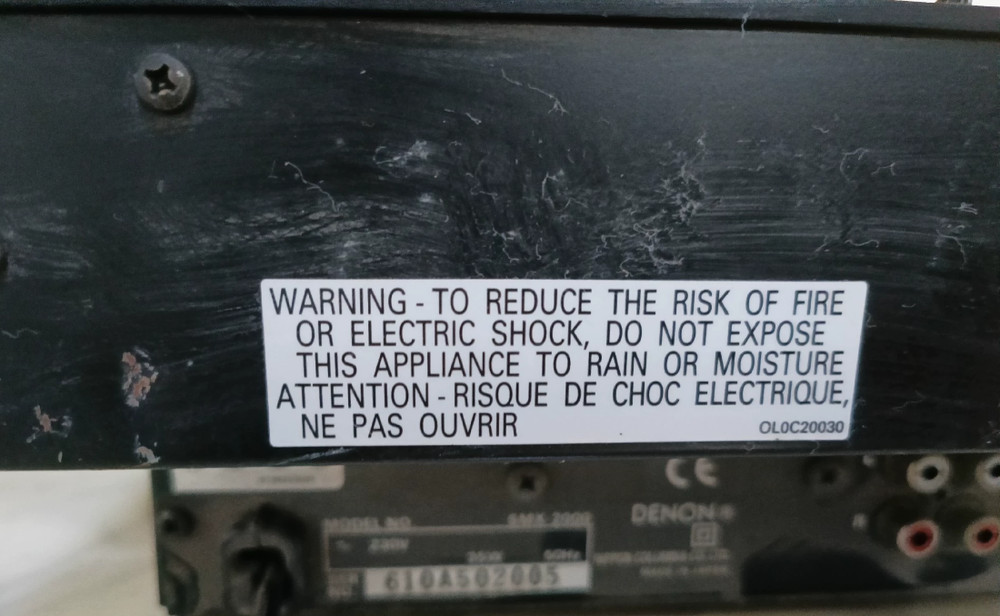 WARNING - TO REDUCE THE RISK OF FIRE
OR ELECTRIC SHOCK, DO NOT EXPOSE
THIS APPLIANCE TO RAIN OR MOISTURE
ATTENTION - RISQUE DE CHOC ELECTRIQUE,
NE PAS OUVRIR
OL0C20030
CE
DENON®
MODEL NO.
~ 230V
50Hz
610A502005
R